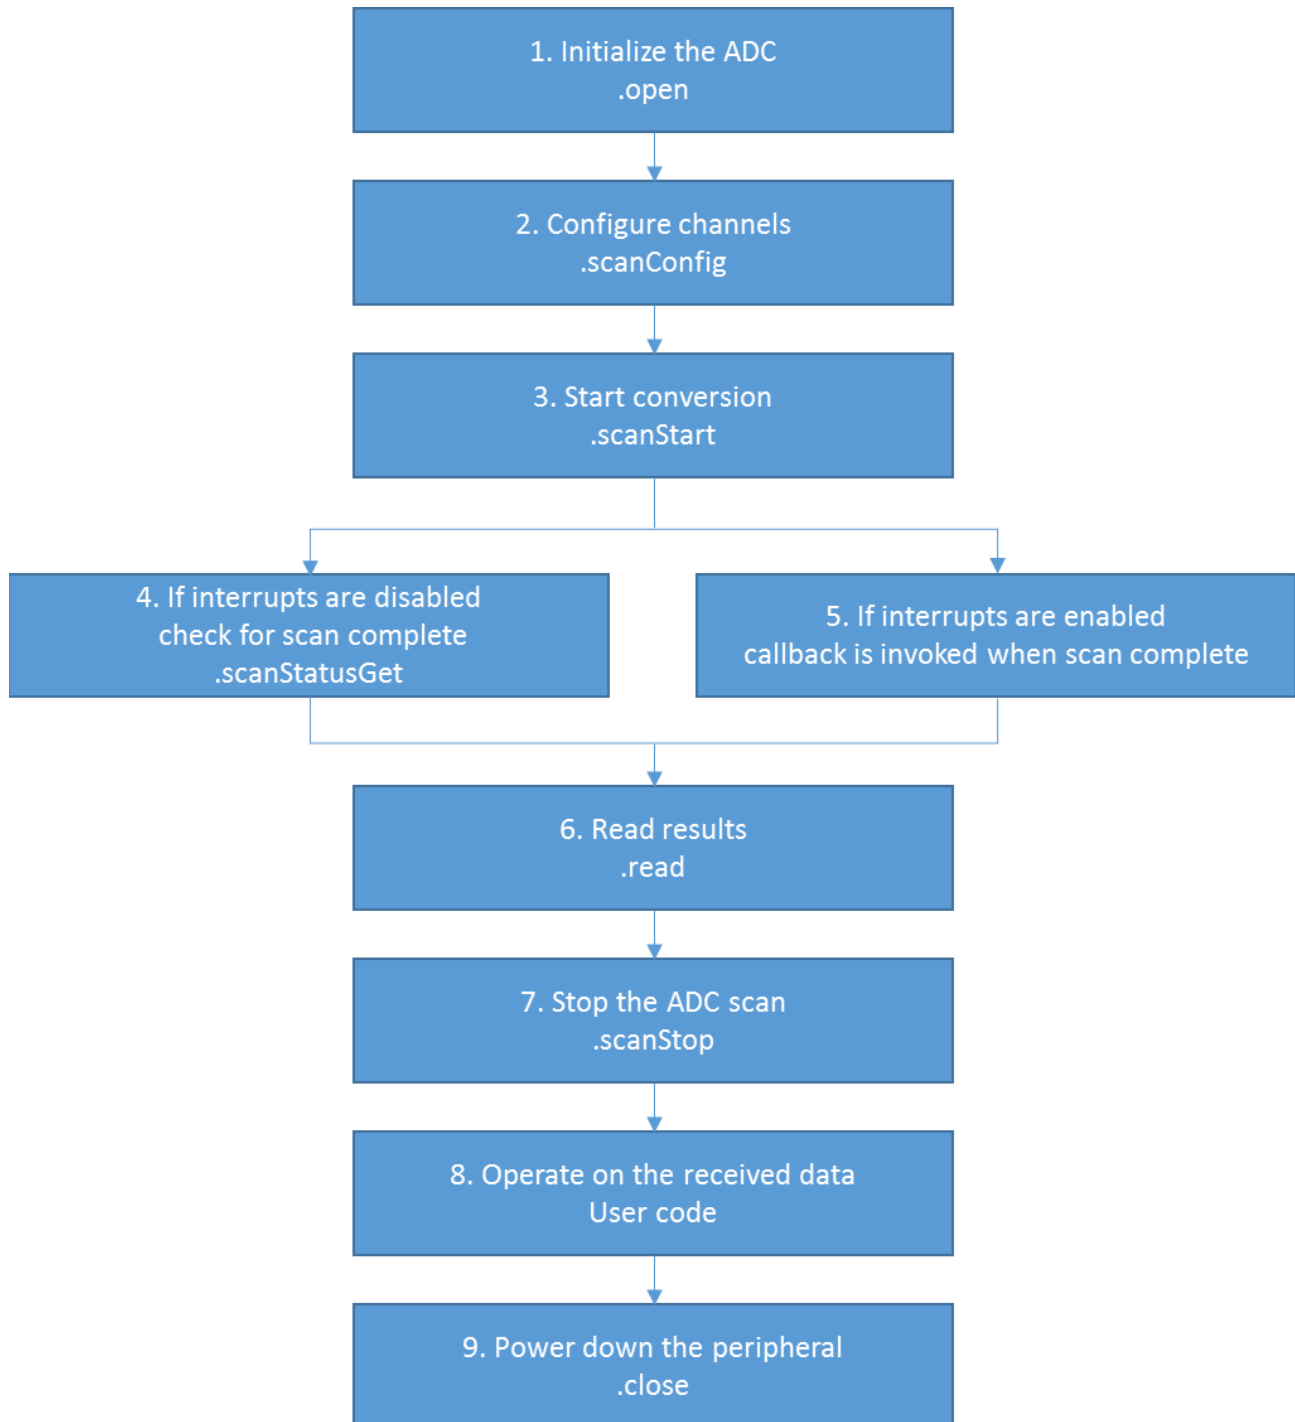 1. Initialize the ADC
.open
2. Configure channels
.scanConfig
3. Start conversion
.scanStart
4. If interrupts are disabled
check for scan complete
.scanStatusGet
5. If interrupts are enabled
callback is invoked when scan complete
6. Read results
.read
7. Stop the ADC scan
.scanStop
8. Operate on the received data
User code
9. Power down the peripheral
.close